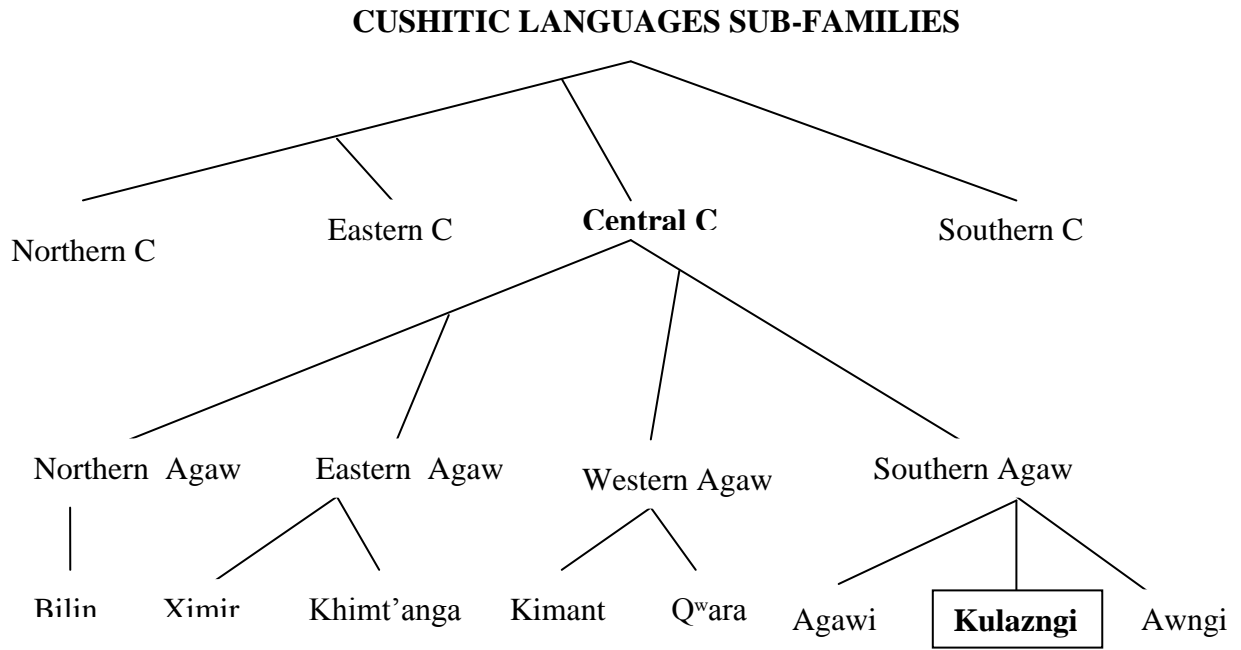 CUSHITIC LANGUAGES SUB-FAMILIES
Northern C
Eastern C
Central C
Southern C
Northern Agaw
Eastern Agaw
Western Agaw
Southern Agaw
Bilin
Ximir
Khimt’anga
Kimant
Qʷara
Agawi
Kulazngi
Awngi